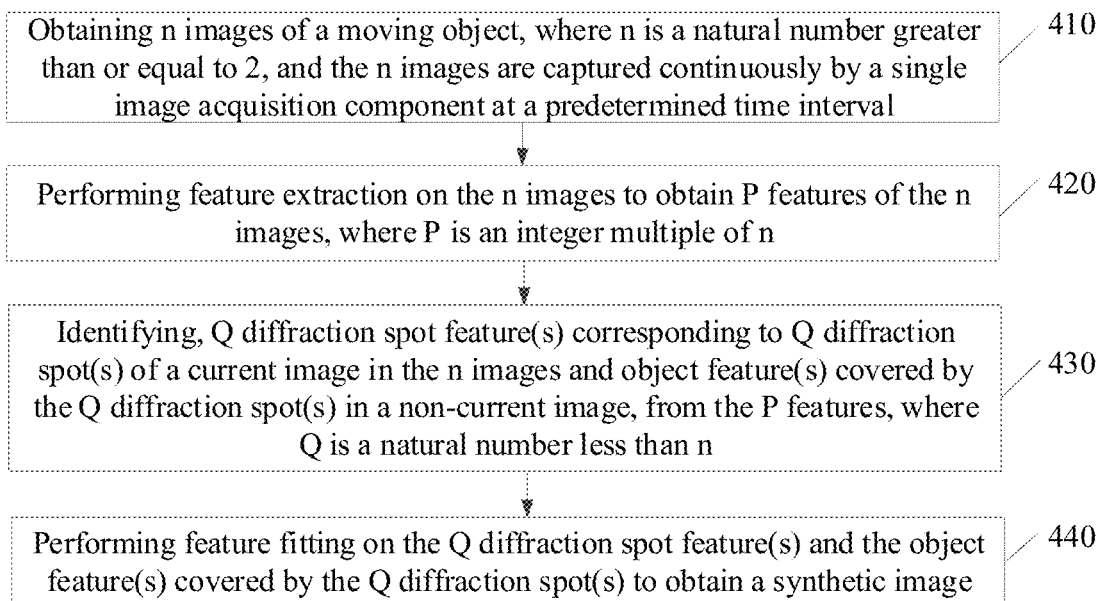 Obtaining n images of a moving object, where n is a natural number greater
than or equal to 2, and the n images are captured continuously by a single
image acquisition component at a predetermined time interval
410
Performing feature extraction on the n images to obtain P features of the n
images, where P is an integer multiple of n
420
Identifying, Q diffraction spot feature(s) corresponding to Q diffraction
spot(s) of a current image in the n images and object feature(s) covered by
the Q diffraction spot(s) in a non-current image, from the P features, where
Q is a natural number less than n
430
Performing feature fitting on the Q diffraction spot feature(s) and the object
feature(s) covered by the Q diffraction spot(s) to obtain a synthetic image
440